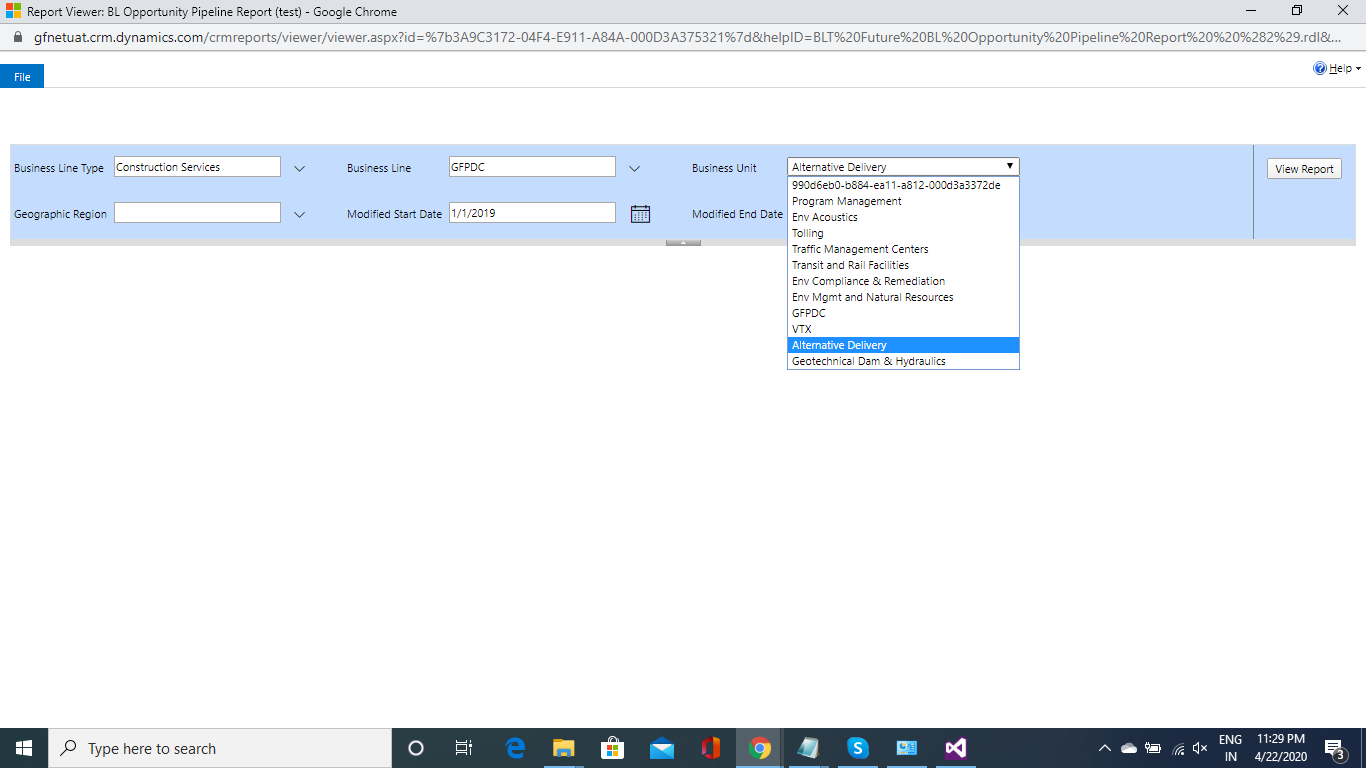 Report Viewer: BL Opportunity Pipeline Report (test) - Google Chrome
gfnetuat.crm.dynamics.com/crmreports/viewer/viewer.aspx?id=%7b3A9C3172-04F4-E911-A84A-000D3A375321%7d&helpID=BLT%20Future%20BL%20Opportunity%20Pipeline%20Report%20%20%282%29.rdl&...
File
Help
Business Line Type Construction Services Business Line GFPDC Business Unit Alternative Delivery View Report
990d6eb0-b884-ea11-a812-000d3a3372de
Program Management
Geographic Region Modified Start Date 1/1/2019 Modified End Date
Env Acoustics
Tolling
Traffic Management Centers
Transit and Rail Facilities
Env Compliance & Remediation
Env Mgmt and Natural Resources
GFPDC
VTX
Alternative Delivery
Geotechnical Dam & Hydraulics
Type here to search
ENG
IN
11:29 PM
4/22/2020
3